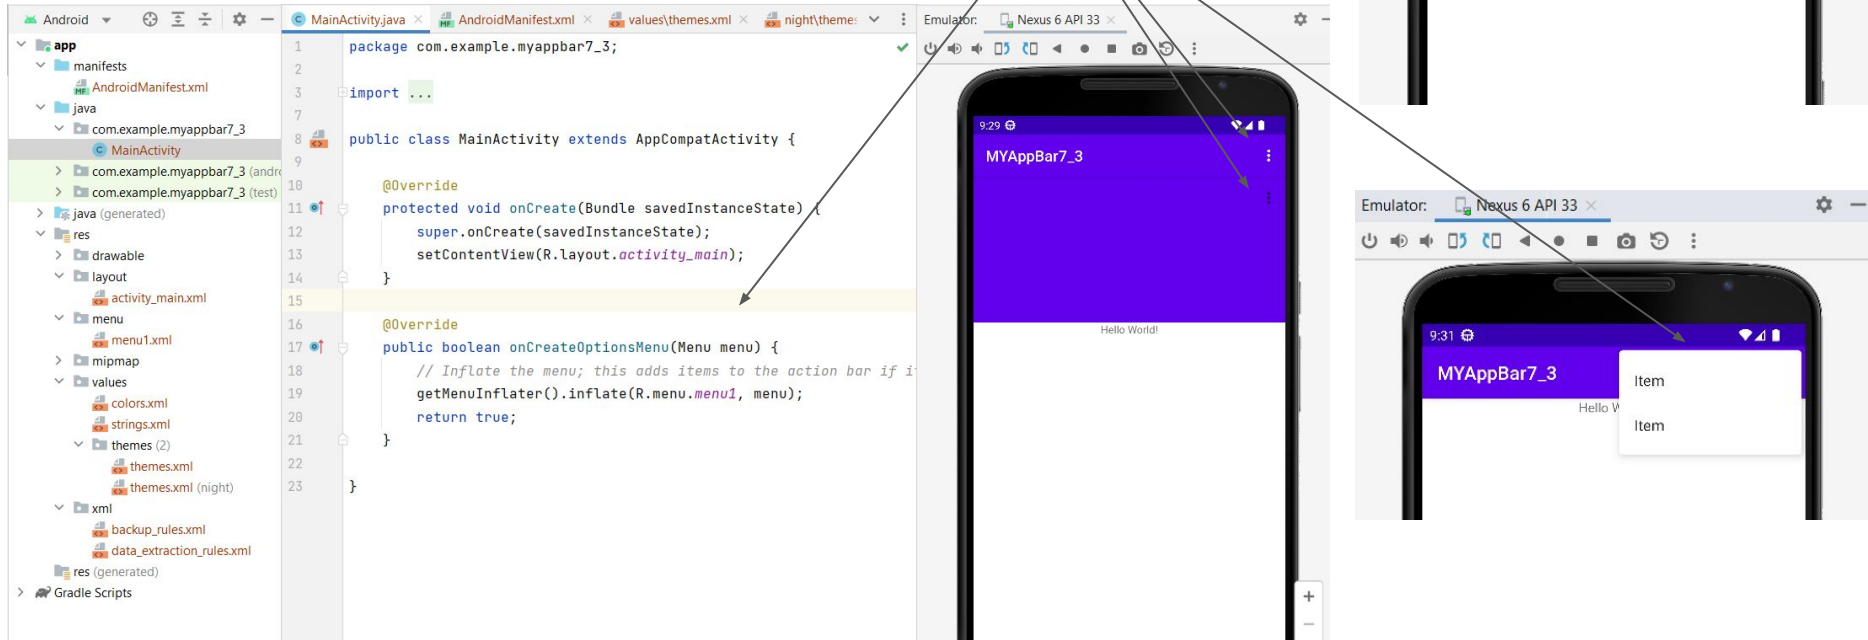 Android
app
manifests
AndroidManifest.xml
java
com.example.myappbar7_3
MainActivity
com.example.myappbar7_3 (andro
com.example.myappbar7_3 (test)
java (generated)
res
drawable
layout
activity_main.xml
menu
menu1.xml
mipmap
values
colors.xml
strings.xml
themes (2)
themes.xml
themes.xml (night)
xml
backup_rules.xml
data_extraction_rules.xml
res (generated)
Gradle Scripts
MainActivity.java AndroidManifest.xml values\themes.xml night\themes
1 package com.example.myappbar7_3;
2
3 import ...
7
8 public class MainActivity extends AppCompatActivity {
9
10 @Override
11 protected void onCreate(Bundle savedInstanceState) {
12 super.onCreate(savedInstanceState);
13 setContentView(R.layout.activity_main);
14 }
15
16 @Override
17 public boolean onCreateOptionsMenu(Menu menu) {
18 // Inflate the menu; this adds items to the action bar if i
19 getMenuInflater().inflate(R.menu.menu1, menu);
20 return true;
21 }
22
23 }
Emulator: Nexus 6 API 33
9:29
MYAppBar7_3
Hello World!
Emulator: Nexus 6 API 33
9:31
MYAppBar7_3
Item
Hello W
Item